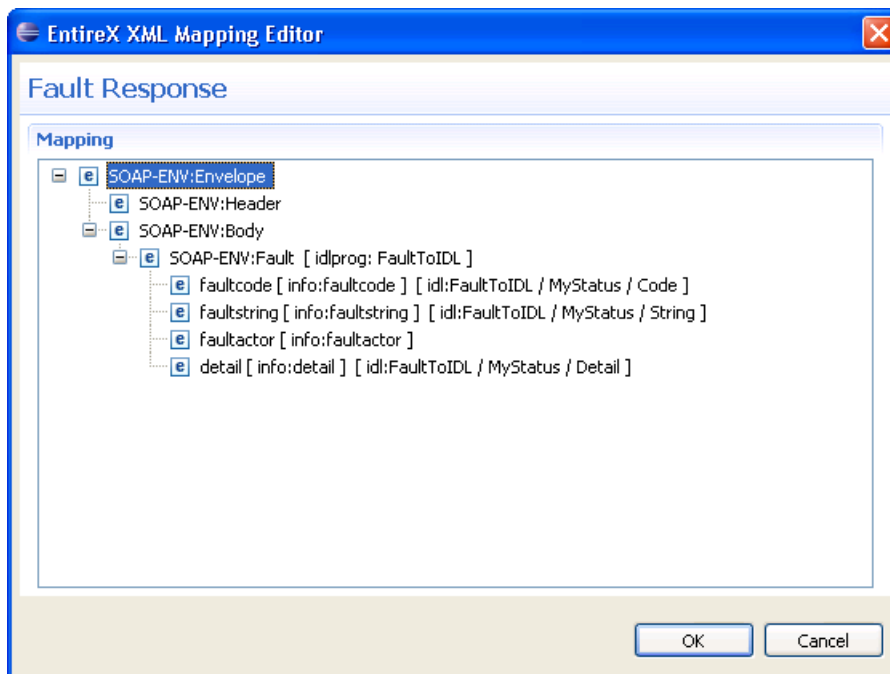 EntireX XML Mapping Editor
Fault Response
Mapping
SOAP-ENV:Envelope
SOAP-ENV:Header
SOAP-ENV:Body
SOAP-ENV:Fault [ idlprog: FaultToIDL ]
faultcode [ info:faultcode ] [ idl:FaultToIDL / MyStatus / Code ]
faultstring [ info:faultstring ] [ idl:FaultToIDL / MyStatus / String ]
faultactor [ info:faultactor ]
detail [ info:detail ] [ idl:FaultToIDL / MyStatus / Detail ]
OK Cancel